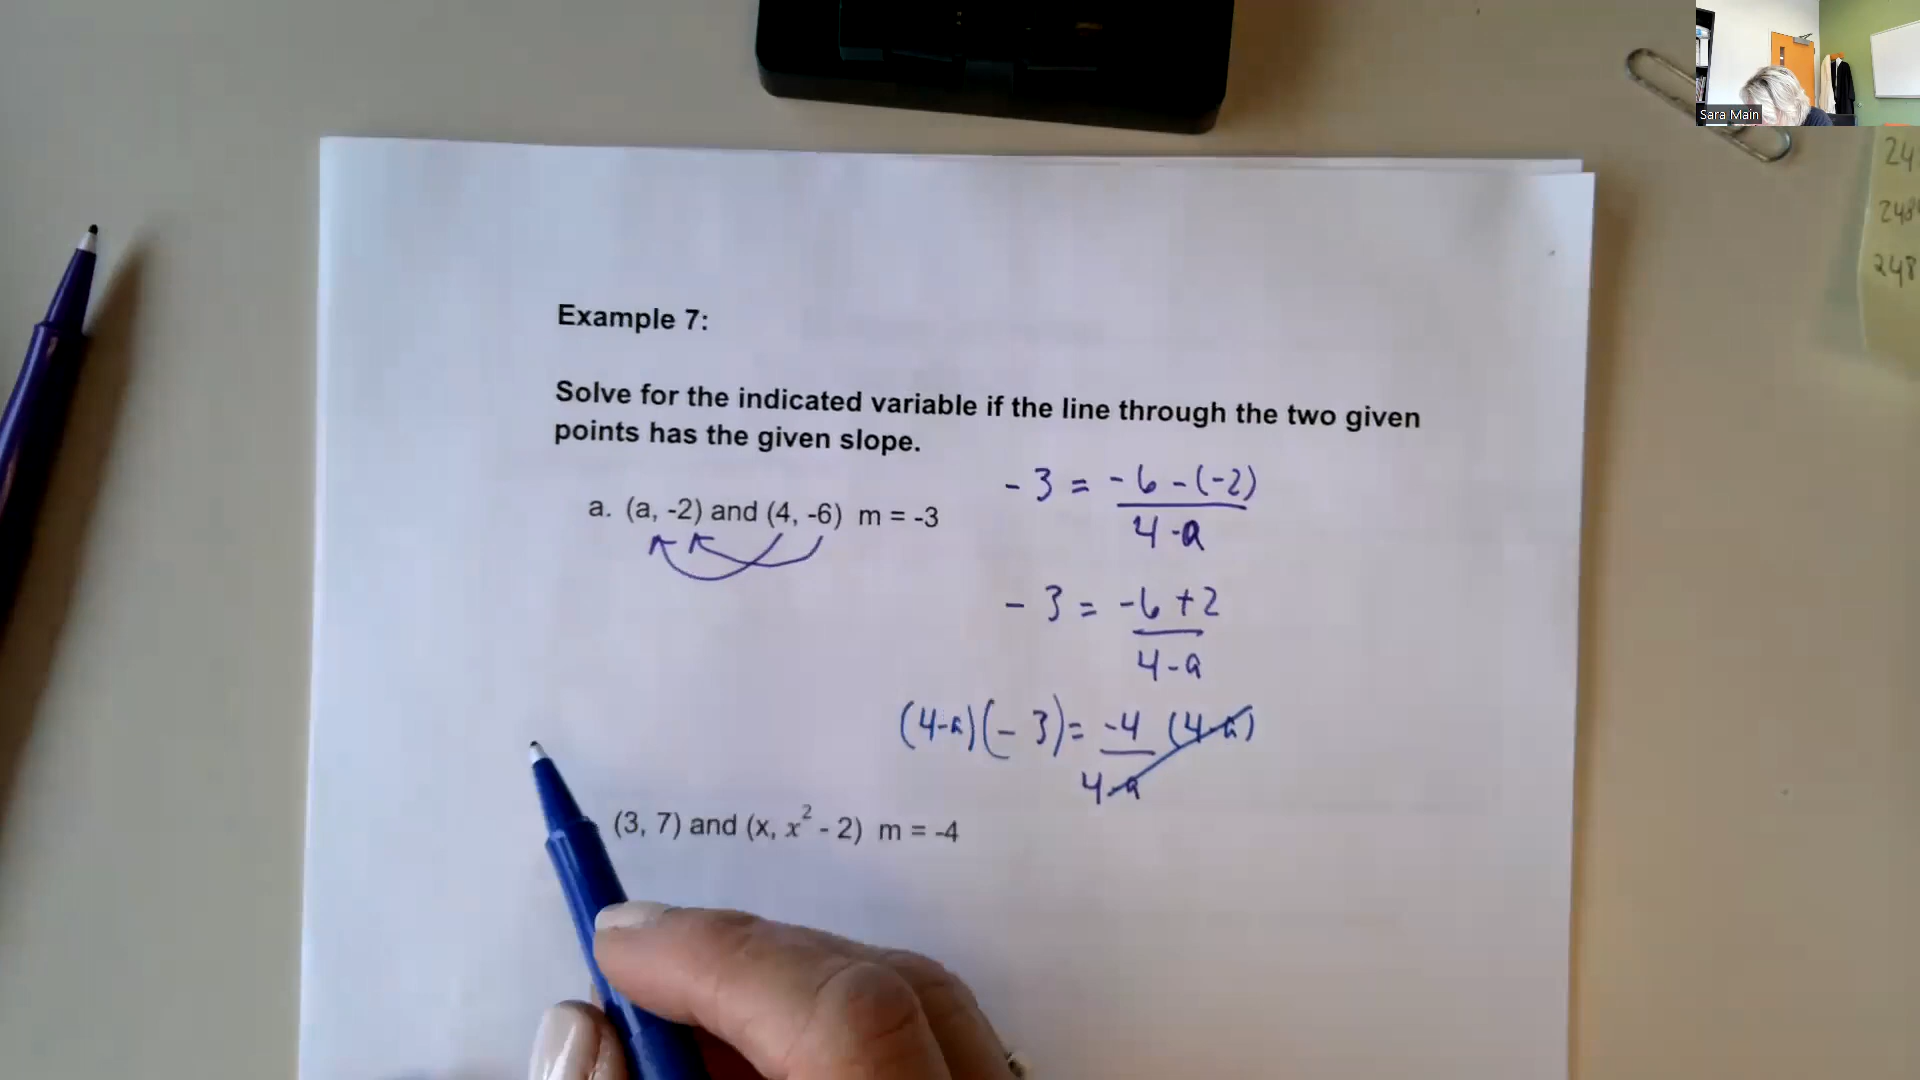 Sara Main
24
248
248
Example 7:
Solve for the indicated variable if the line through the two given
points has the given slope.
a. (a, -2) and (4, -6) m = -3
-3 = -6-(-2)
4-a
-3 = -6+2
4-a
(4-a)(-3) = -4 (4-a)
4-a
(3, 7) and (x, x² - 2) m = -4